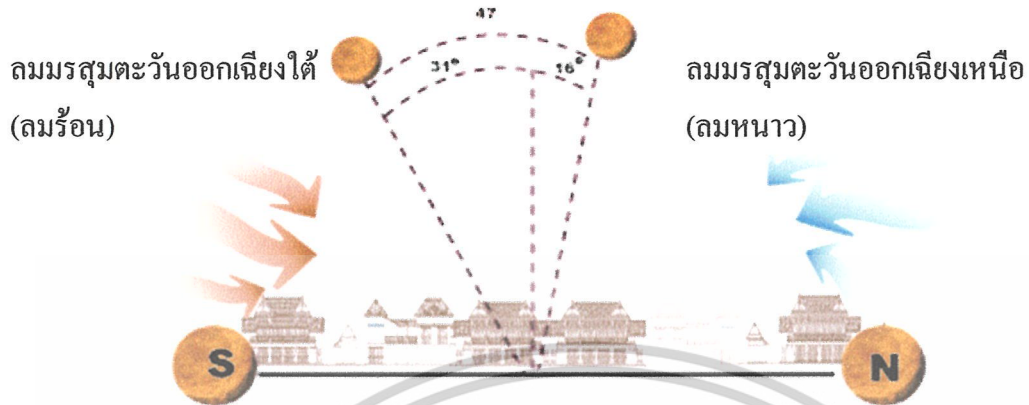 47
ลมมรสุมตะวันออกเฉียงใต้
(ลมร้อน)
31°
16°
ลมมรสุมตะวันออกเฉียงเหนือ
(ลมหนาว)
S
N